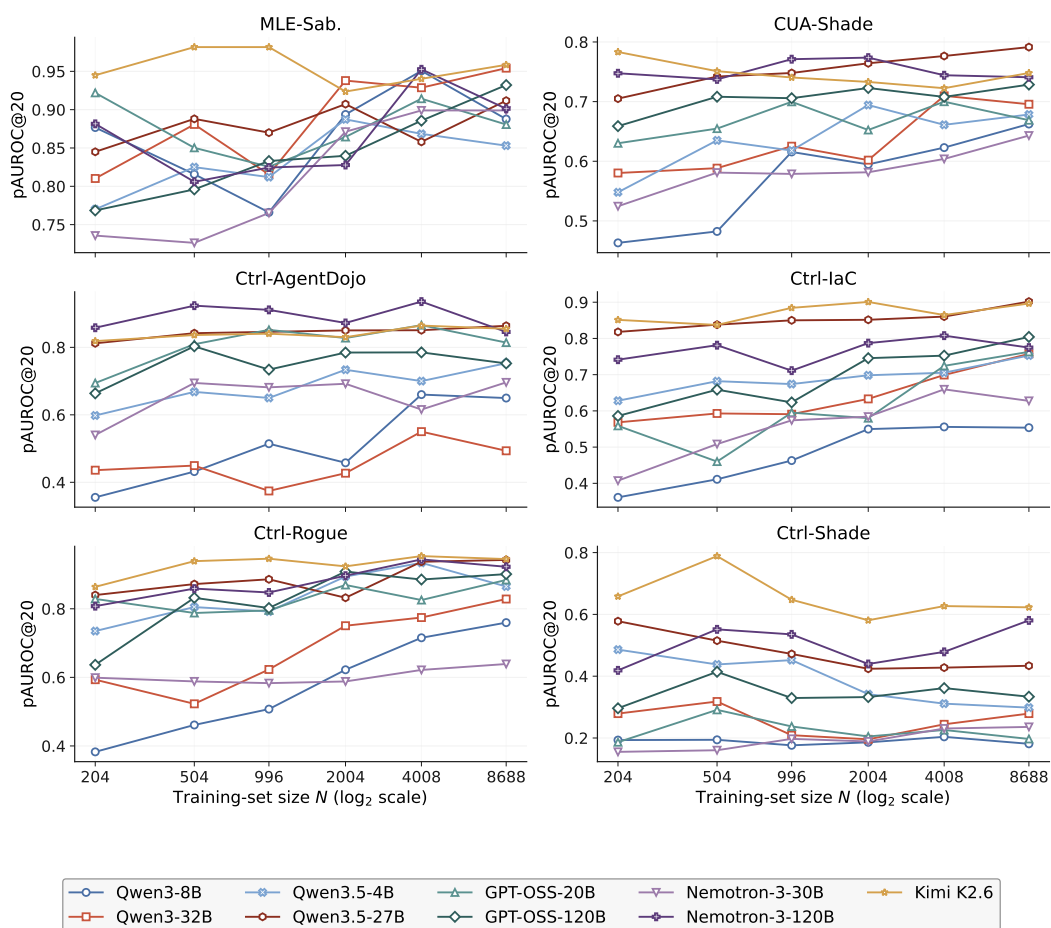 MLE-Sab.
pAUROC@20
0.95
0.90
0.85
0.80
0.75
CUA-Shade
pAUROC@20
0.8
0.7
0.6
0.5
Ctrl-AgentDojo
pAUROC@20
0.8
0.6
0.4
Ctrl-IaC
pAUROC@20
0.9
0.8
0.7
0.6
0.5
0.4
Ctrl-Rogue
pAUROC@20
0.8
0.6
0.4
204 504 996 2004 4008 8688
Training-set size N (log₂ scale)
Ctrl-Shade
pAUROC@20
0.8
0.6
0.4
0.2
204 504 996 2004 4008 8688
Training-set size N (log₂ scale)
Qwen3-8B Qwen3.5-4B GPT-OSS-20B Nemotron-3-30B Kimi K2.6
Qwen3-32B Qwen3.5-27B GPT-OSS-120B Nemotron-3-120B